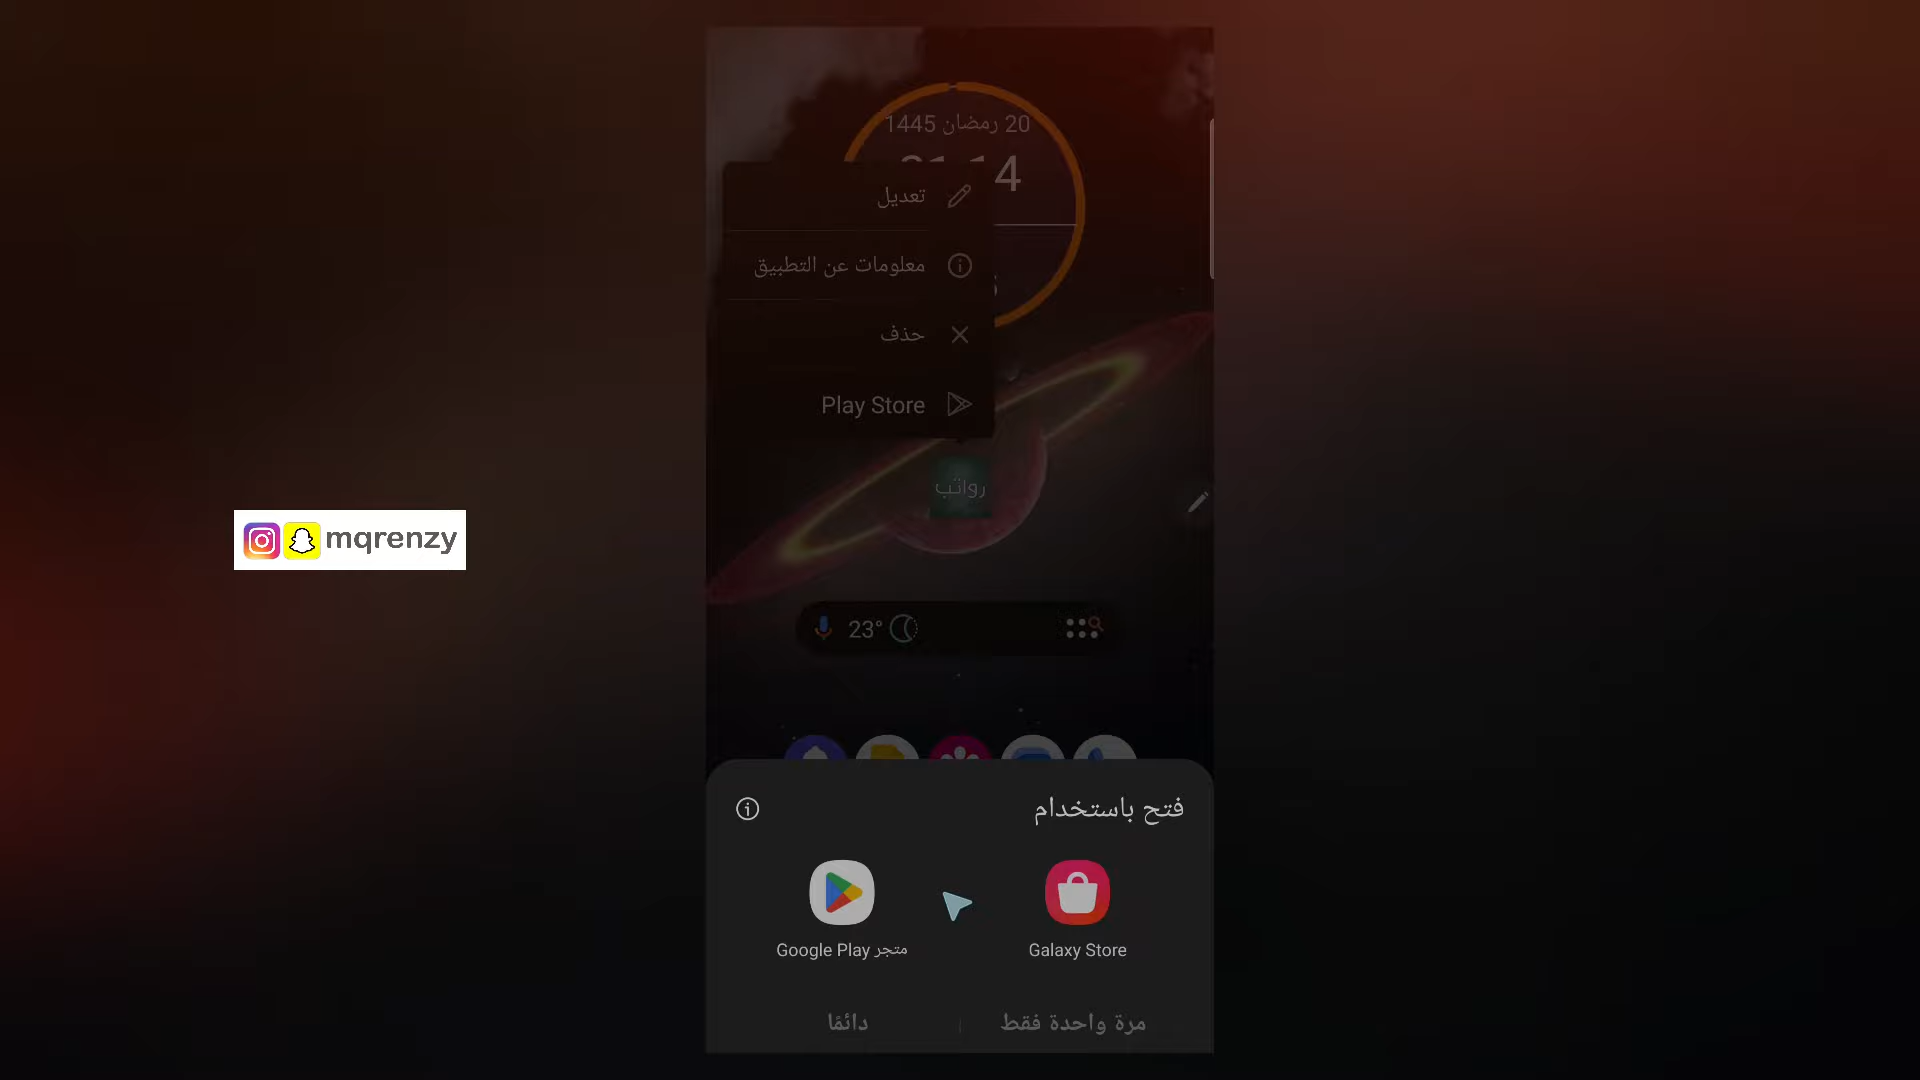 20 رمضان 1445
تعديل
معلومات عن التطبيق
حذف
Play Store
رواتب
mqrenzy
23°
فتح باستخدام
Galaxy Store
متجر Google Play
مرة واحدة فقط
دائمًا